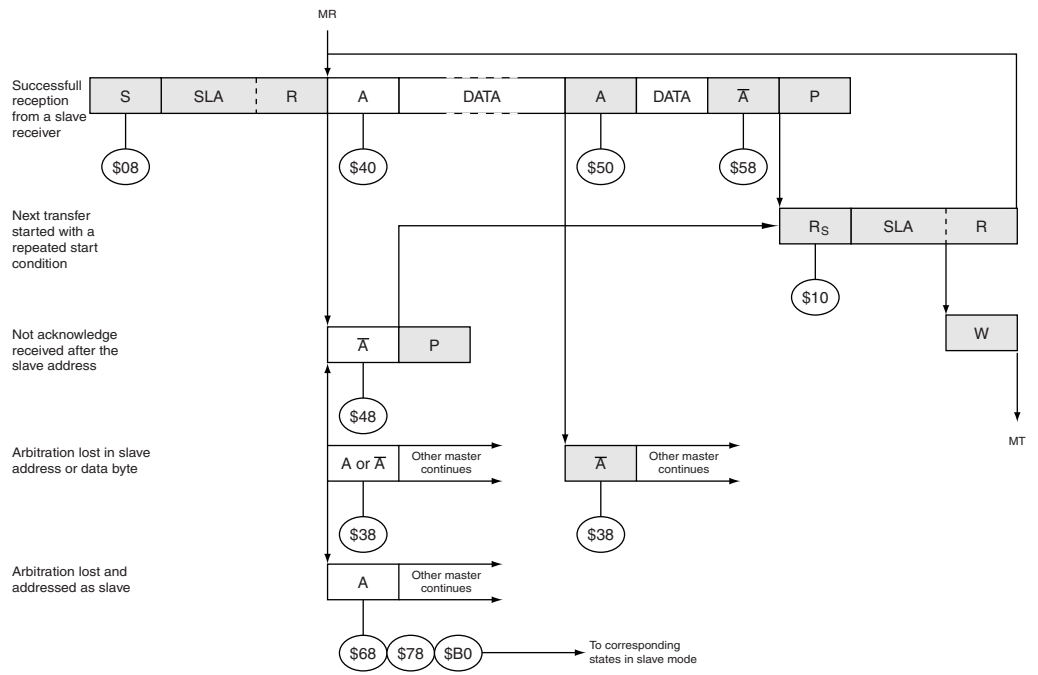 MR
Successfull
reception
from a slave
receiver
S SLA R A DATA A DATA A̅ P
$08 $40 $50 $58
Next transfer
started with a
repeated start
condition
RS SLA R
$10
Not acknowledge
received after the
slave address
A̅ P
W
$48
MT
Arbitration lost in slave
address or data byte
A or A̅ Other master
continues
A̅ Other master
continues
$38 $38
Arbitration lost and
addressed as slave
A Other master
continues
$68 $78 $B0
To corresponding
states in slave mode